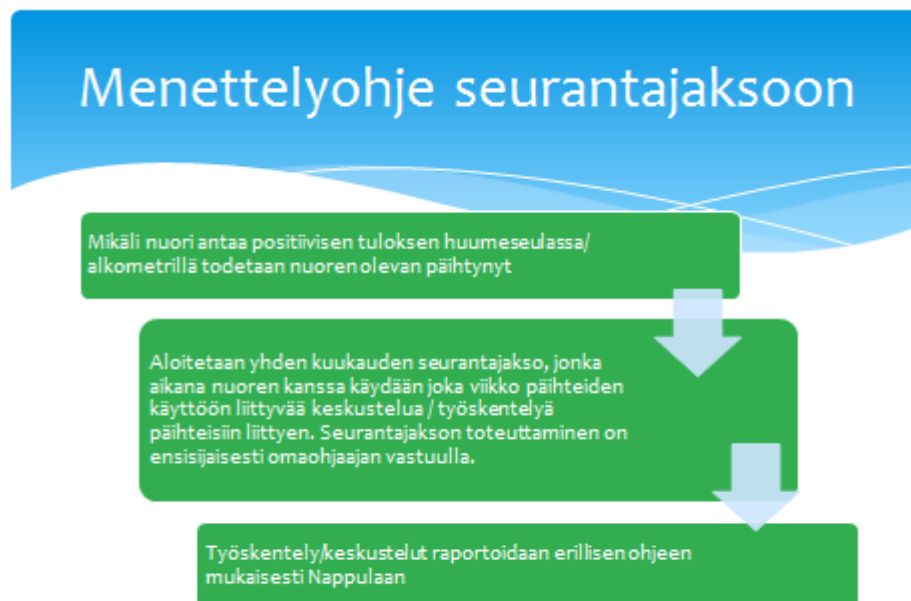 Menettelyohje seurantajaksoon
Mikäli nuori antaa positiivisen tuloksen huumeseulassa/
alkometrillä todetaan nuoren olevan päihtynyt
Aloitetaan yhden kuukauden seurantajakso, jonka
aikana nuoren kanssa käydään joka viikko päihteiden
käyttöön liittyvää keskustelua / työskentelyä
päihteisiin liittyen. Seurantajakson toteuttaminen on
ensisijaisesti omaohjaajan vastuulla.
Työskentely/keskustelut raportoidaan erillisen ohjeen
mukaisesti Nappulaan